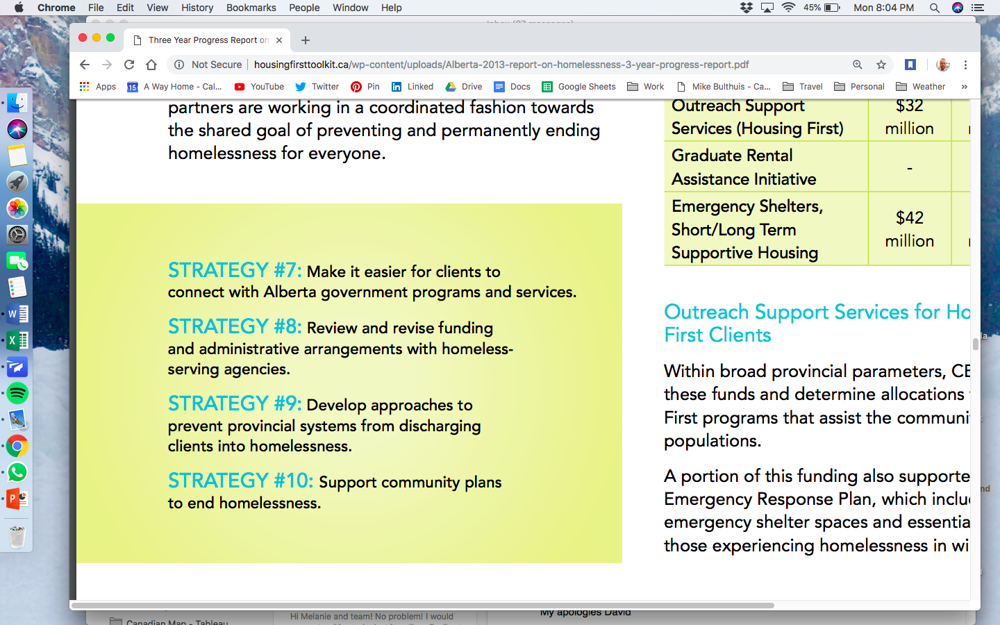 Chrome File Edit View History Bookmarks People Window Help 45% Mon 8:04 PM
Three Year Progress Report on
Not Secure housingfirsttoolkit.ca/wp-content/uploads/Alberta-2013-report-on-homelessness-3-year-progress-report.pdf
Apps 15 A Way Home - Cal... YouTube Twitter Pin Linked Drive Docs Google Sheets Work Mike Bulthuis - Ca... Travel Personal Weather »
partners are working in a coordinated fashion towards
the shared goal of preventing and permanently ending
homelessness for everyone.
STRATEGY #7: Make it easier for clients to
connect with Alberta government programs and services.
STRATEGY #8: Review and revise funding
and administrative arrangements with homeless-
serving agencies.
STRATEGY #9: Develop approaches to
prevent provincial systems from discharging
clients into homelessness.
STRATEGY #10: Support community plans
to end homelessness.
Outreach Support
Services (Housing First)
$32
million
Graduate Rental
Assistance Initiative
-
Emergency Shelters,
Short/Long Term
Supportive Housing
$42
million
Outreach Support Services for Ho
First Clients
Within broad provincial parameters, CB
these funds and determine allocations
First programs that assist the communi
populations.
A portion of this funding also supporte
Emergency Response Plan, which inclu
emergency shelter spaces and essentia
those experiencing homelessness in wi
Canadian Map - Tableau
Hi Melanie and team! No problem! I would
My apologies David